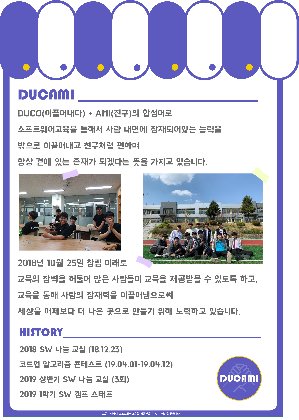 DUCAMI
DUCO(이끌어내다) + AMI(친구)의 합성어로
소프트웨어교육을 통해서 사람 내면에 잠재되어있는 능력을
밖으로 이끌어내고 친구처럼 편하며
항상 곁에 있는 존재가 되겠다는 뜻을 가지고 있습니다.
2018년 10월 25일 창립 이래로
교육의 장벽을 허물어 많은 사람들이 교육을 제공받을 수 있도록 하고,
교육을 통해 사람의 잠재력을 이끌어냄으로써
세상을 어제보다 더 나은 곳으로 만들기 위해 노력하고 있습니다.
HISTORY
2018 SW 나눔 교실 (18.12.23)
코드업 알고리즘 콘테스트 (19.04.01-19.04.12)
2019 상반기 SW 나눔 교실 (3회)
2019 1학기 SW 캠프 스태프
DUCAMI